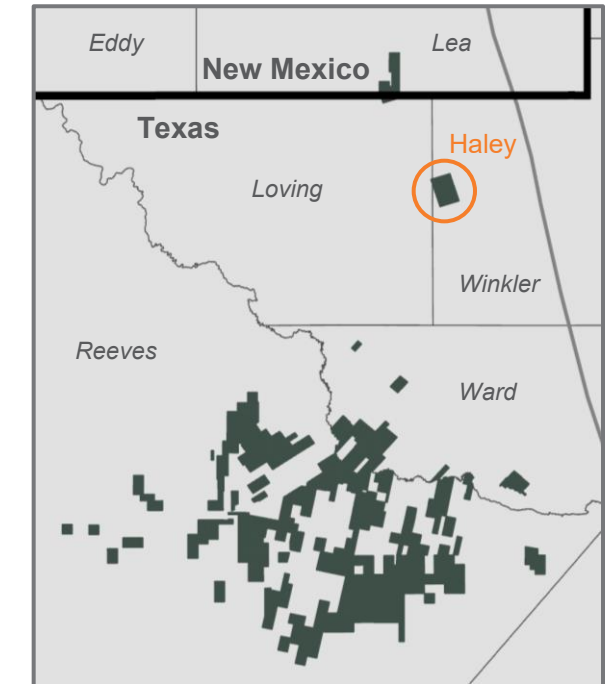 Eddy
Lea
New Mexico
Texas
Haley
Loving
Winkler
Reeves
Ward